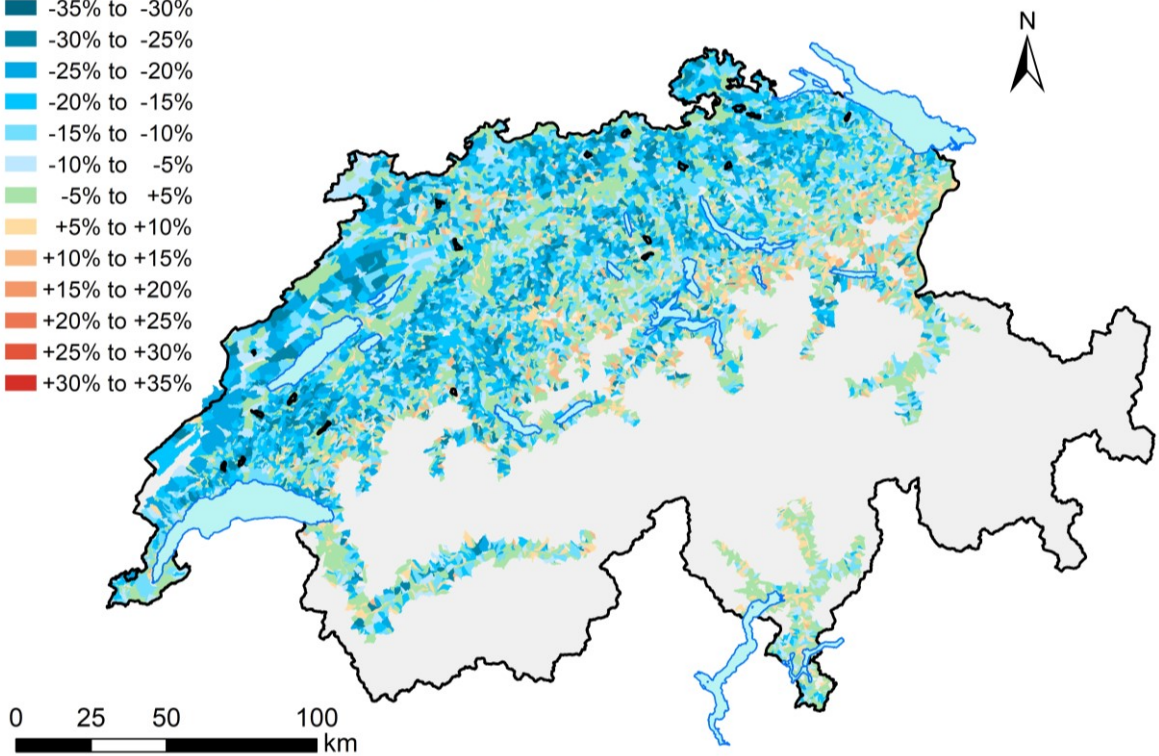 -35% to -30%
-30% to -25%
-25% to -20%
-20% to -15%
-15% to -10%
-10% to -5%
-5% to +5%
+5% to +10%
+10% to +15%
+15% to +20%
+20% to +25%
+25% to +30%
+30% to +35%
N
0 25 50 100
km